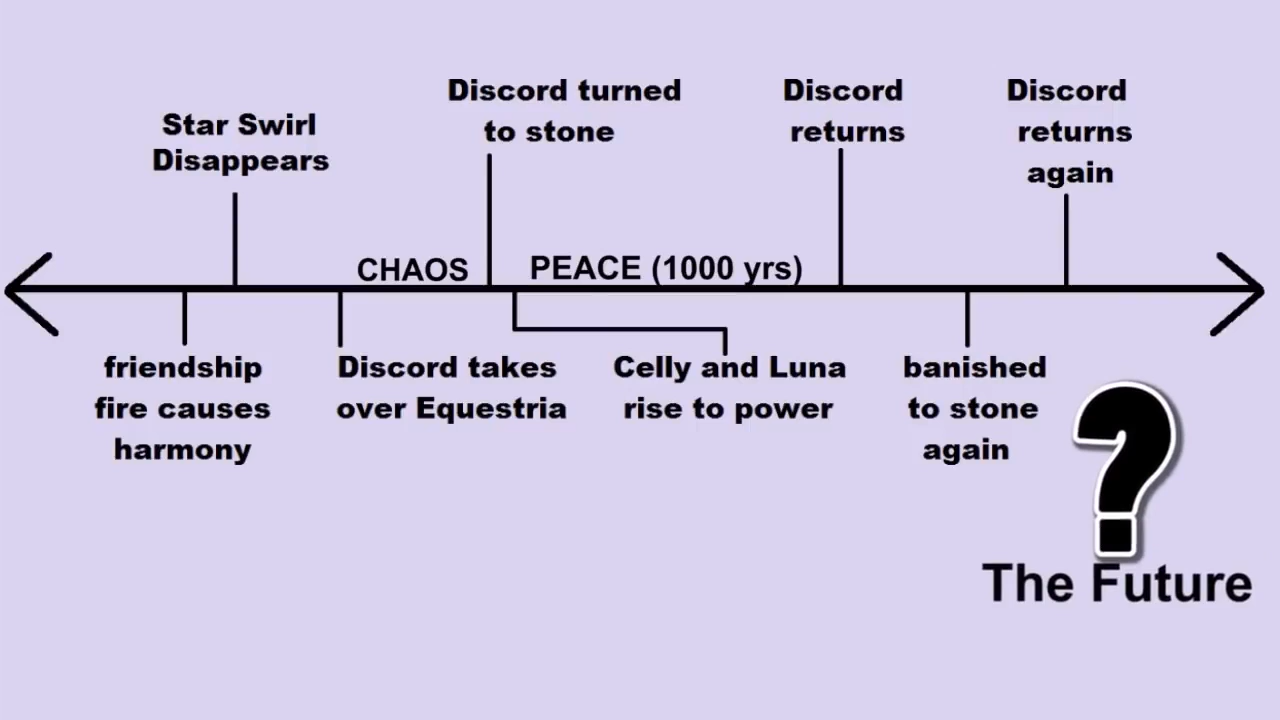 Star Swirl
Disappears
Discord turned
to stone
Discord
returns
Discord
returns
again
CHAOS
PEACE (1000 yrs)
friendship
fire causes
harmony
Discord takes
over Equestria
Celly and Luna
rise to power
banished
to stone
again
?
The Future